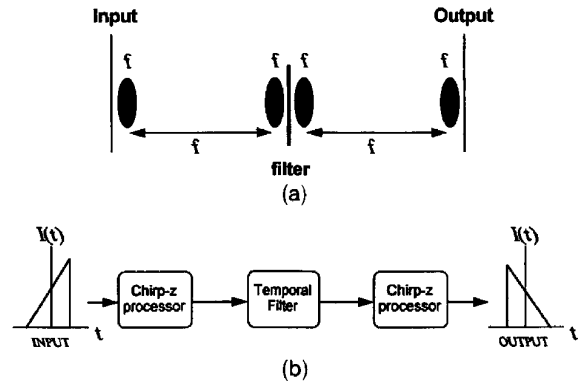 Input Output
f f f f
f f
filter
(a)
I(t) I(t)
Chirp-z processor Temporal Filter Chirp-z processor
t t
INPUT OUTPUT
(b)